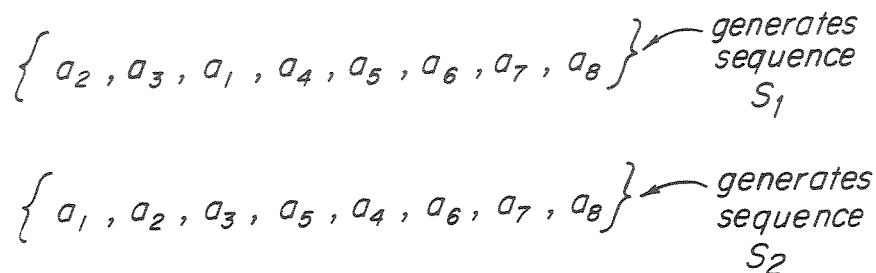 { a₂ , a₃ , a₁ , a₄ , a₅ , a₆ , a₇ , a₈ } generates
sequence
S₁
{ a₁ , a₂ , a₃ , a₅ , a₄ , a₆ , a₇ , a₈ } generates
sequence
S₂